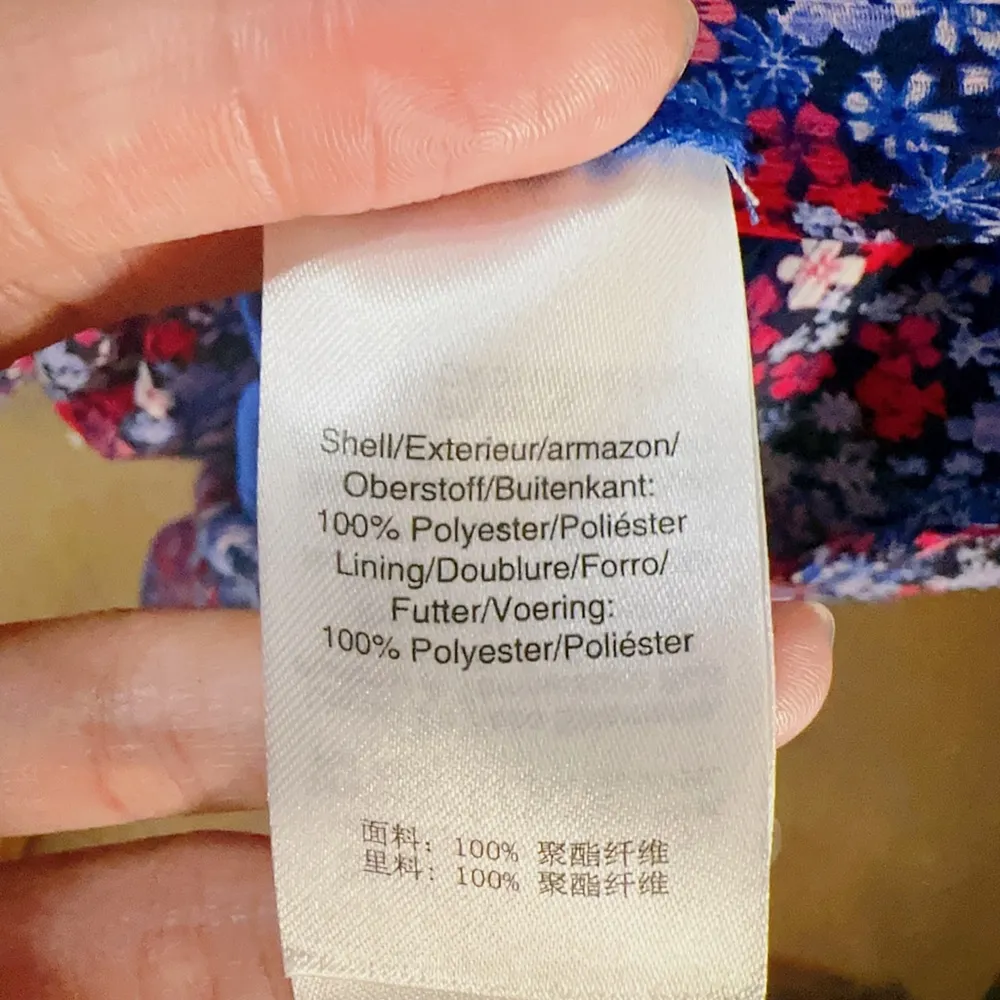 Shell/Exterieur/armazon/
Oberstoff/Buitenkant:
100% Polyester/Poliéster
Lining/Doublure/Forro/
Futter/Voering:
100% Polyester/Poliéster
面料: 100% 聚酯纤维
里料: 100% 聚酯纤维